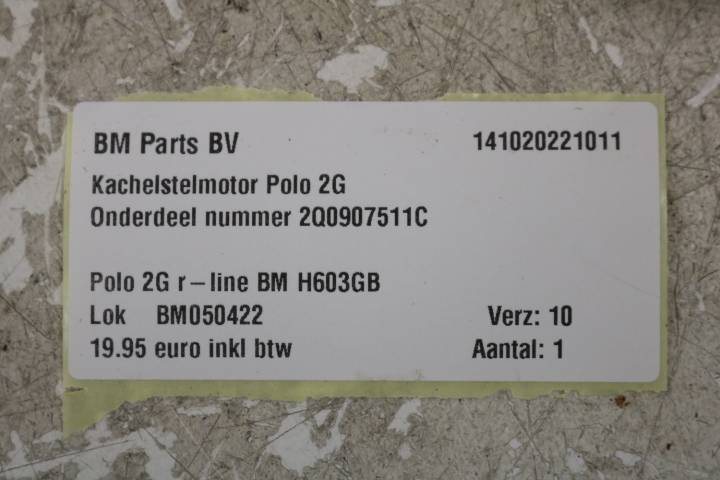 BM Parts BV 141020221011
Kachelstelmotor Polo 2G
Onderdeel nummer 2Q0907511C
Polo 2G r-line BM H603GB
Lok BM050422 Verz: 10
19.95 euro inkl btw Aantal: 1